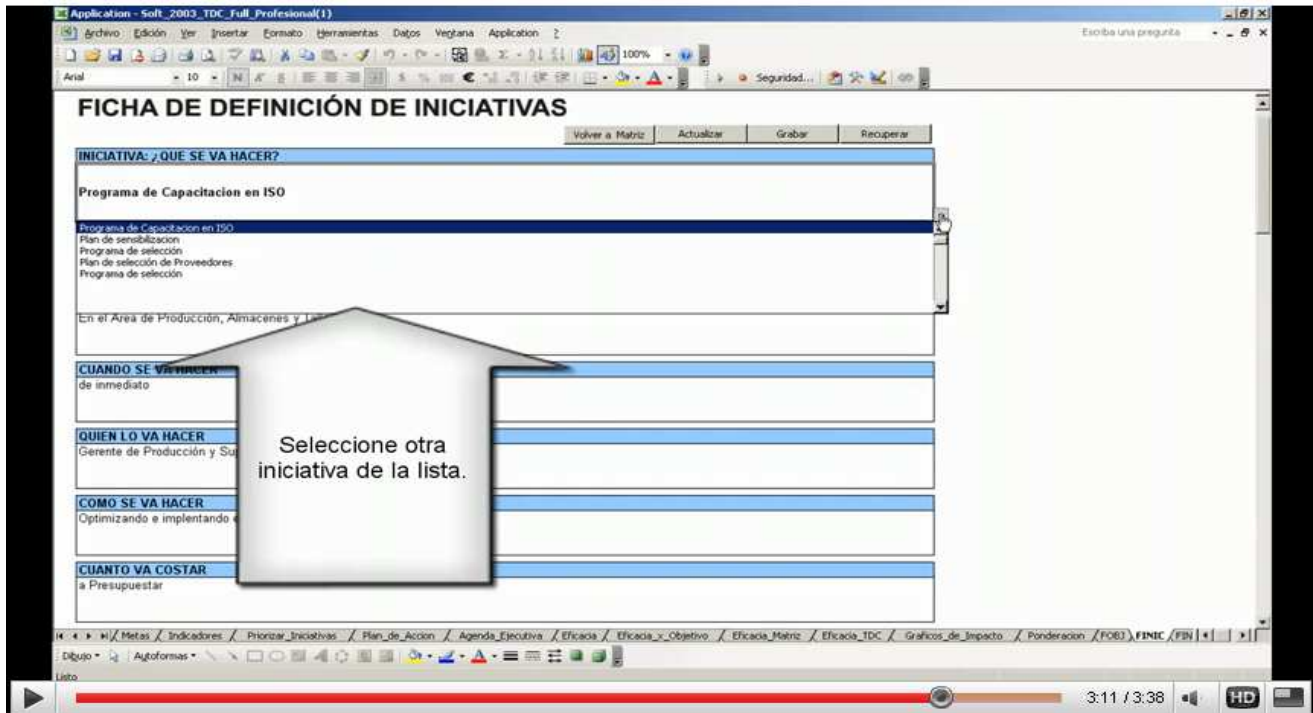 Application - Soft_2003_TDC_Full_Profesional(1)
Archivo Edición Ver Insertar Formato Herramientas Datos Ventana Application ?
Escriba una pregunta
100%
Arial 10 N K S Seguridad...
FICHA DE DEFINICIÓN DE INICIATIVAS
Volver a Matriz Actualizar Grabar Recuperar
INICIATIVA: ¿QUE SE VA HACER?
Programa de Capacitacion en ISO
Programa de Capacitacion en ISO
Plan de sensibilizacion
Programa de selección
Plan de selección de Proveedores
Programa de selección
En el Area de Producción, Almacenes y
CUANDO SE VA HACER
de inmediato
QUIEN LO VA HACER
Gerente de Producción y Su
Seleccione otra
iniciativa de la lista.
COMO SE VA HACER
Optimizando e implentando
CUANTO VA COSTAR
a Presupuestar
Metas / Indicadores / Priorizar_Iniciativas / Plan_de_Accion / Agenda_Ejecutiva / Eficacia / Eficacia_x_Objetivo / Eficacia_Matriz / Eficacia_TDC / Graficos_de_Impacto / Ponderacion / FOBJ / FINIC / FIN
Dibujo Autoformas
Listo
3:11 / 3:38 HD